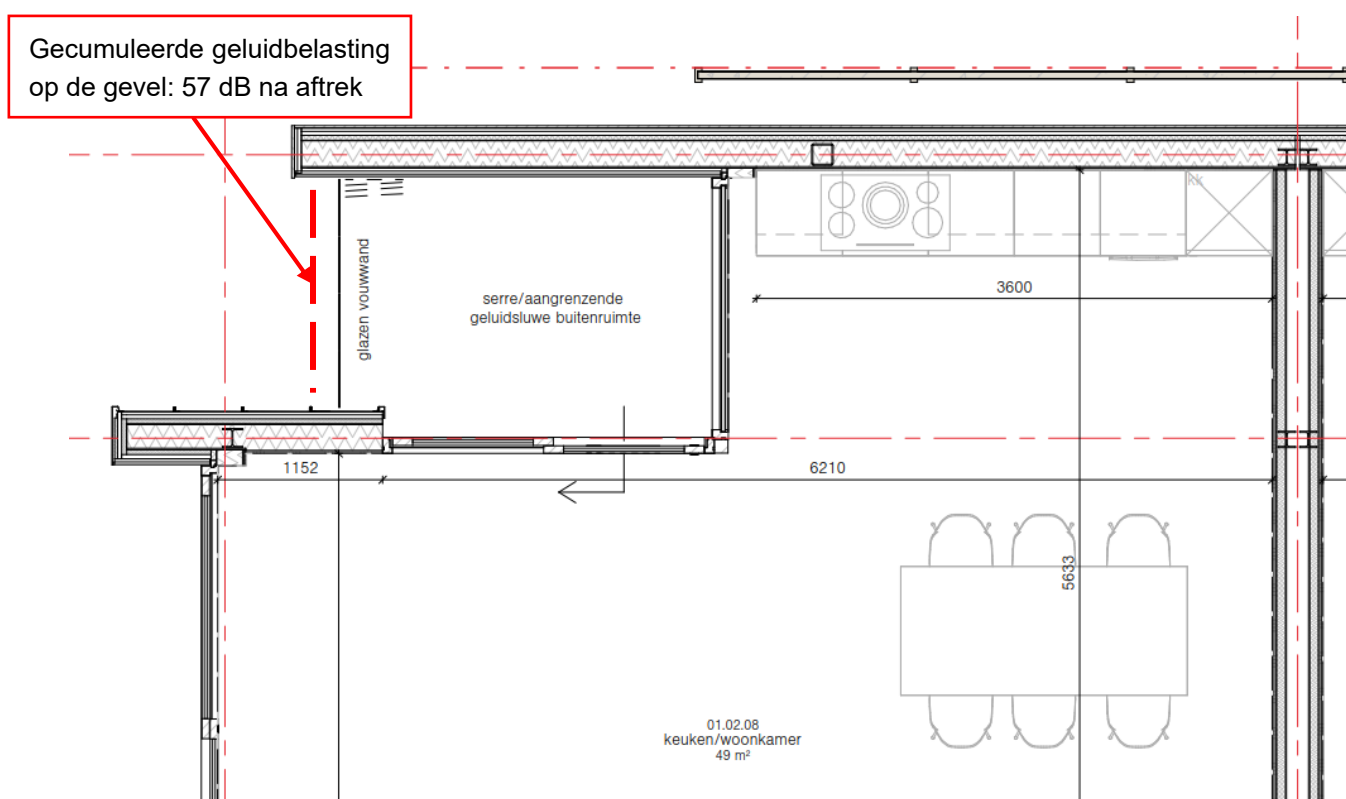 Gecumuleerde geluidbelasting
op de gevel: 57 dB na aftrek
glazen vouwwand
serre/aangrenzende
geluidsluwe buitenruimte
kk
3600
1152
6210
5633
01.02.08
keuken/woonkamer
49 m²